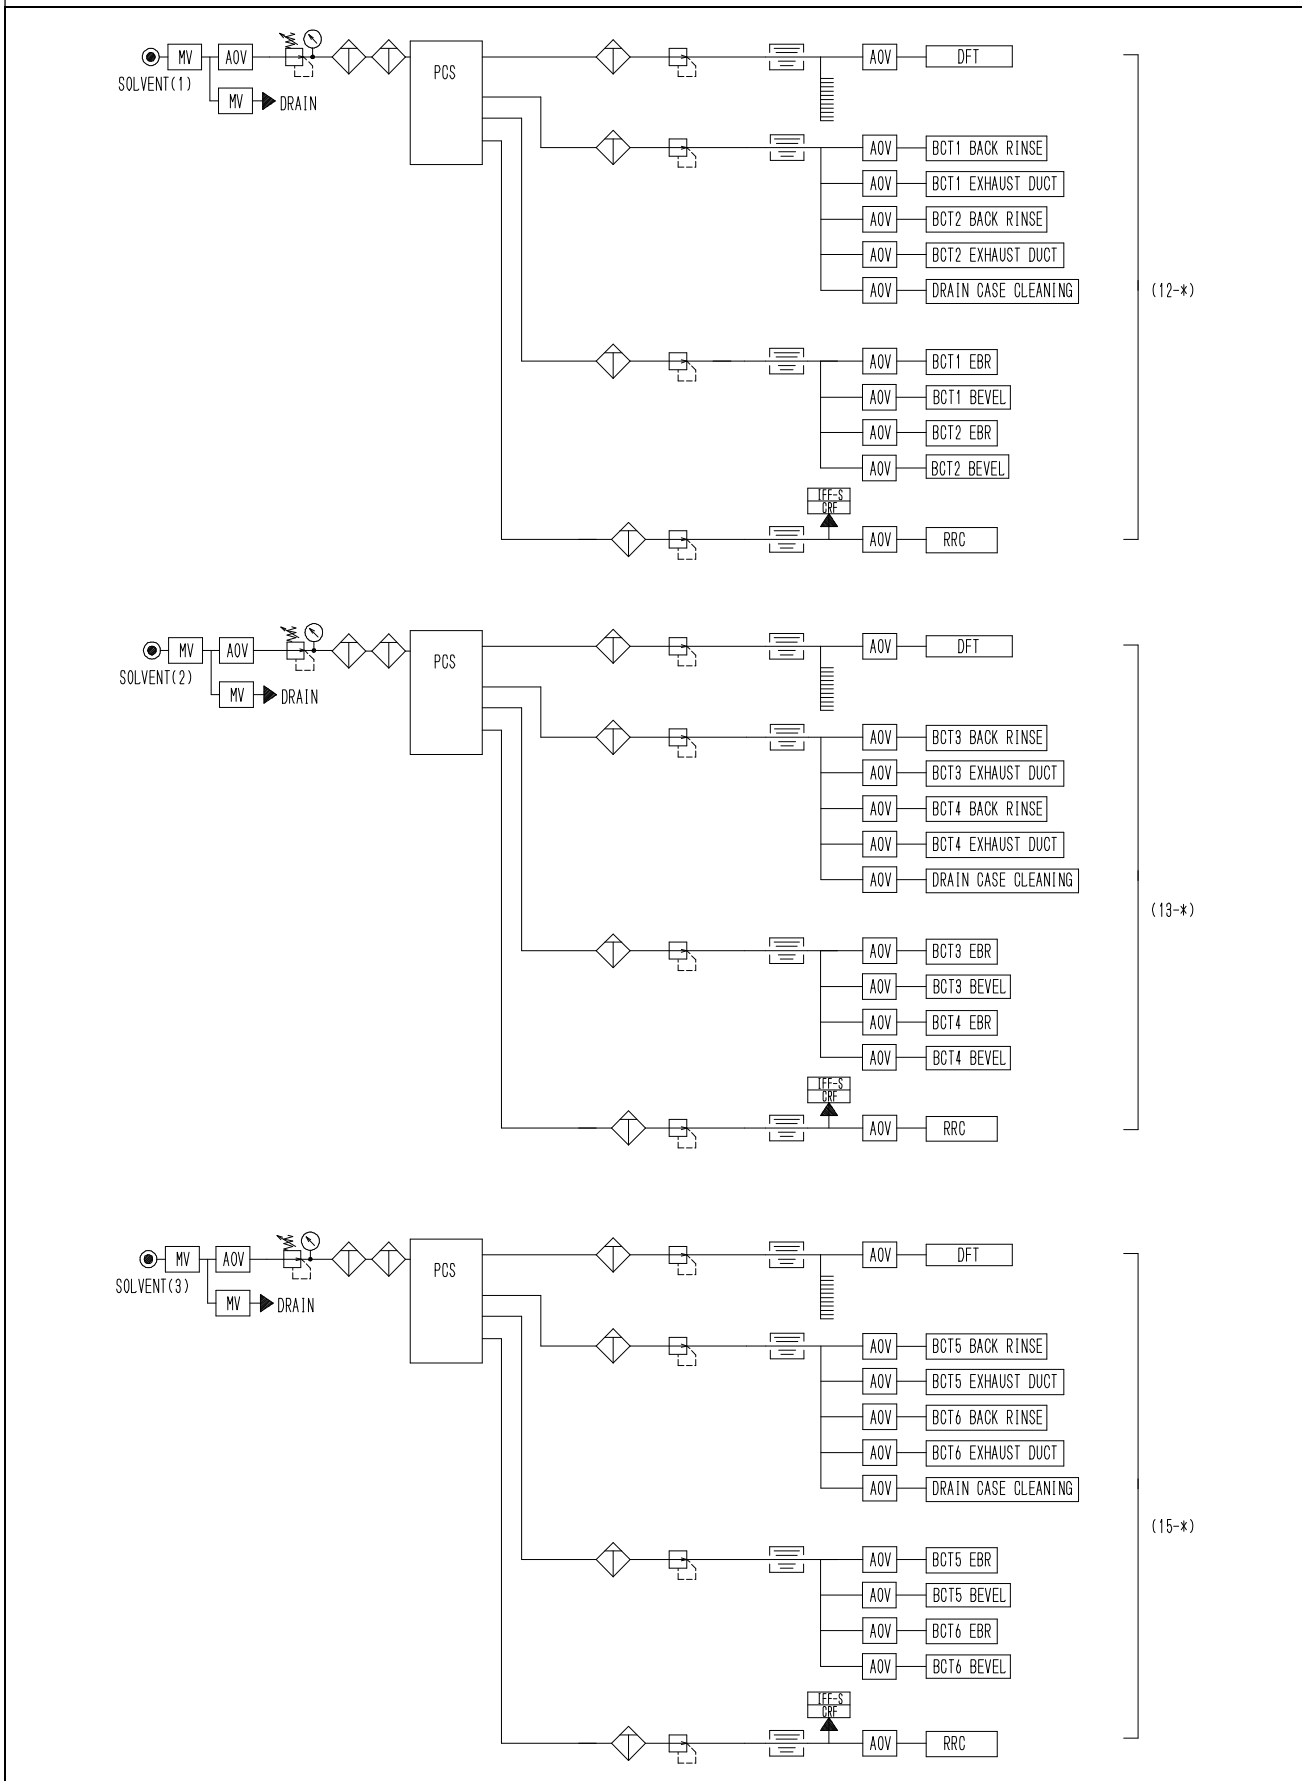 MV AOV PCS AOV DFT
SOLVENT(1)
MV DRAIN
AOV BCT1 BACK RINSE
AOV BCT1 EXHAUST DUCT
AOV BCT2 BACK RINSE
AOV BCT2 EXHAUST DUCT
AOV DRAIN CASE CLEANING
(12-*)
AOV BCT1 EBR
AOV BCT1 BEVEL
AOV BCT2 EBR
AOV BCT2 BEVEL
IFF-S
CRF
AOV RRC
MV AOV PCS AOV DFT
SOLVENT(2)
MV DRAIN
AOV BCT3 BACK RINSE
AOV BCT3 EXHAUST DUCT
AOV BCT4 BACK RINSE
AOV BCT4 EXHAUST DUCT
AOV DRAIN CASE CLEANING
(13-*)
AOV BCT3 EBR
AOV BCT3 BEVEL
AOV BCT4 EBR
AOV BCT4 BEVEL
IFF-S
CRF
AOV RRC
MV AOV PCS AOV DFT
SOLVENT(3)
MV DRAIN
AOV BCT5 BACK RINSE
AOV BCT5 EXHAUST DUCT
AOV BCT6 BACK RINSE
AOV BCT6 EXHAUST DUCT
AOV DRAIN CASE CLEANING
(15-*)
AOV BCT5 EBR
AOV BCT5 BEVEL
AOV BCT6 EBR
AOV BCT6 BEVEL
IFF-S
CRF
AOV RRC